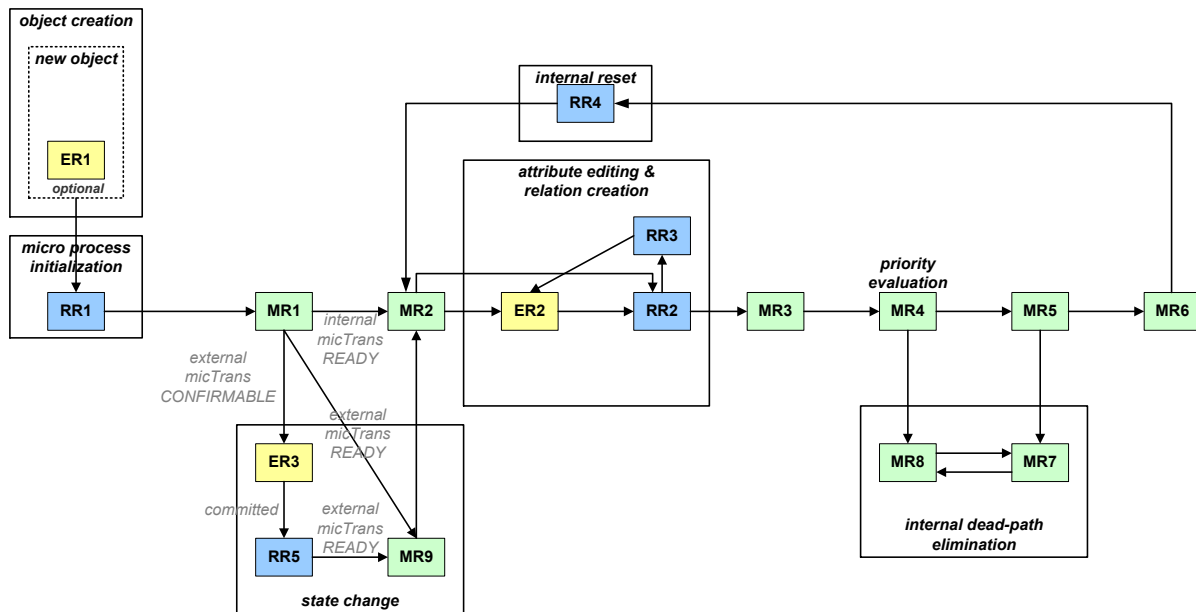 object creation
new object
ER1
optional
micro process
initialization
RR1
internal reset
RR4
attribute editing &
relation creation
RR3
priority
evaluation
MR1
MR2
ER2
RR2
MR3
MR4
MR5
MR6
internal
micTrans
READY
external
micTrans
CONFIRMABLE
external
micTrans
READY
ER3
committed
external
micTrans
READY
RR5
MR9
state change
MR8
MR7
internal dead-path
elimination